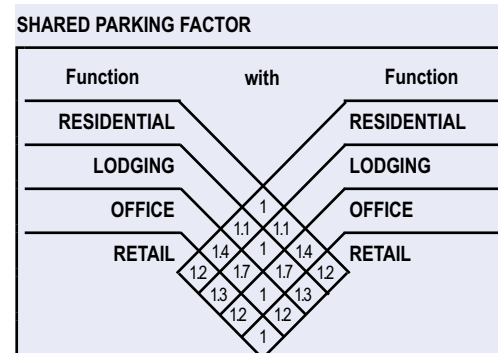 SHARED PARKING FACTOR
Function with Function
RESIDENTIAL RESIDENTIAL
LODGING LODGING
OFFICE OFFICE
RETAIL RETAIL
1
1.1 1.1
1.4 1 1.4
1.2 1.7 1.7 1.2
1.3 1 1.3
1.2 1.2
1